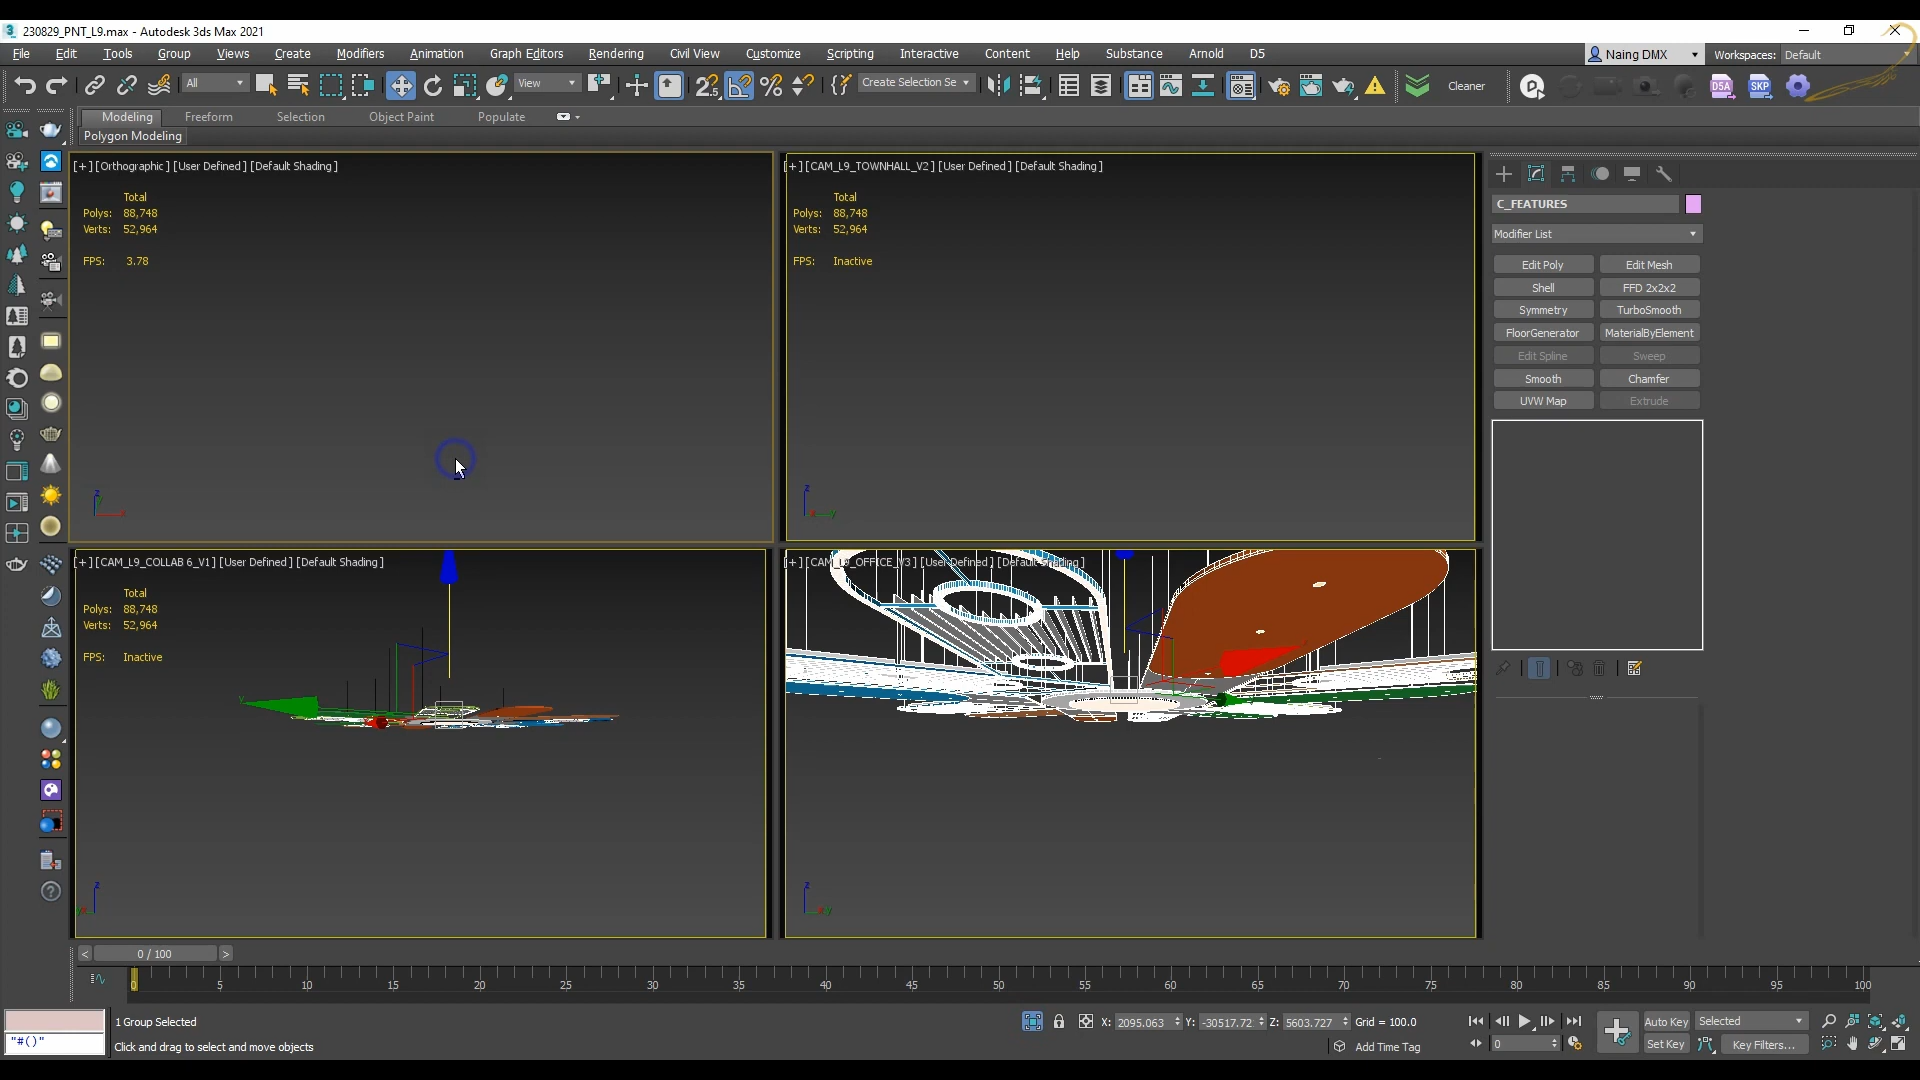 230829_PNT_L9.max - Autodesk 3ds Max 2021
File Edit Tools Group Views Create Modifiers Animation Graph Editors Rendering Civil View Customize Scripting Interactive Content Help Substance Arnold D5 Naing DMX Workspaces: Default
All View Create Selection Se Cleaner D5A SKP
Modeling Freeform Selection Object Paint Populate
Polygon Modeling
[+] [Orthographic ] [User Defined ] [Default Shading ]
Total
Polys: 88,748
Verts: 52,964
FPS: 3.78
[+] [CAM_L9_TOWNHALL_V2 ] [User Defined ] [Default Shading ]
Total
Polys: 88,748
Verts: 52,964
FPS: Inactive
C_FEATURES
Modifier List
Edit Poly Edit Mesh
Shell FFD 2x2x2
Symmetry TurboSmooth
FloorGenerator MaterialByElement
Edit Spline Sweep
Smooth Chamfer
UVW Map Extrude
[+] [CAM_L9_COLLAB 6_V1 ] [User Defined ] [Default Shading ]
Total
Polys: 88,748
Verts: 52,964
FPS: Inactive
[+] [CAM_L9_OFFICE_V3 ] [User Defined ] [Default Shading ]
< 0 / 100 >
0 5 10 15 20 25 30 35 40 45 50 55 60 65 70 75 80 85 90 95 100
1 Group Selected
X: 2095.063 Y: -30517.72 Z: 5603.727 Grid = 100.0
Auto Key Selected
"#()"
Click and drag to select and move objects
Add Time Tag
0
Set Key Key Filters...